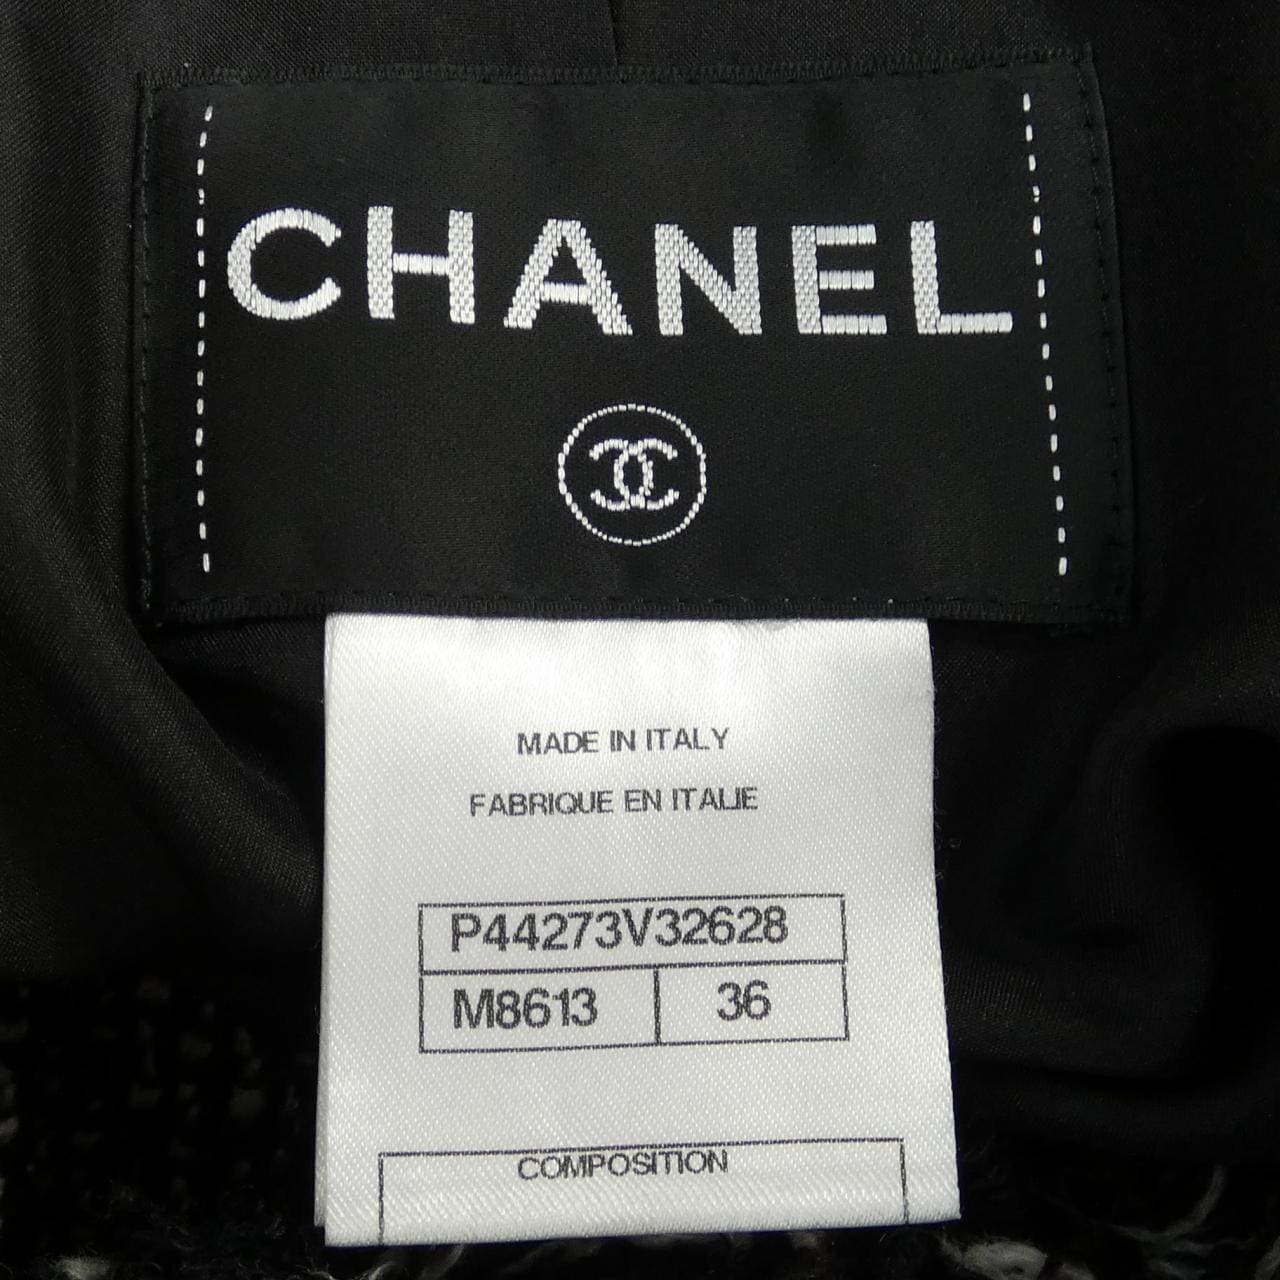 CHANEL
MADE IN ITALY
FABRIQUE EN ITALIE
P44273V32628
M8613 36
COMPOSITION